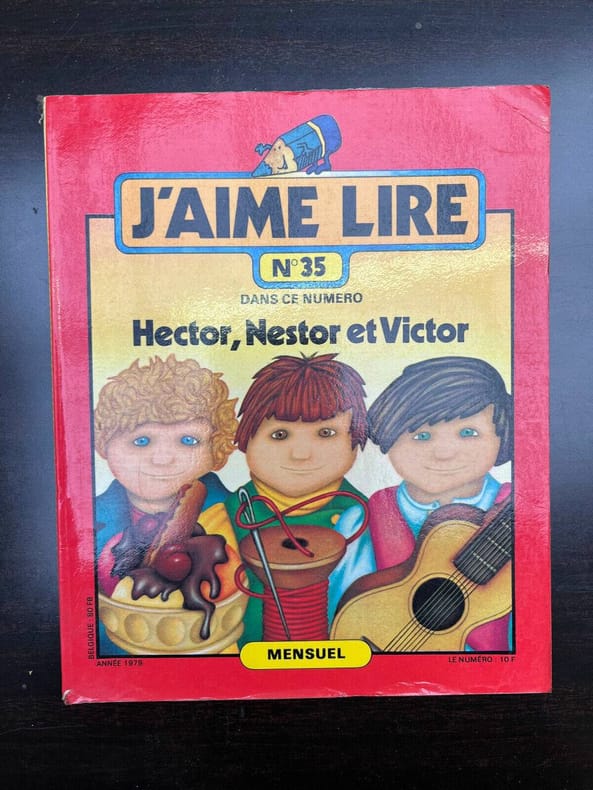 J'AIME LIRE
N° 35
DANS CE NUMERO
Hector, Nestor et Victor
BELGIQUE : 80 FB
ANNÉE 1979
MENSUEL
LE NUMÉRO : 10 F